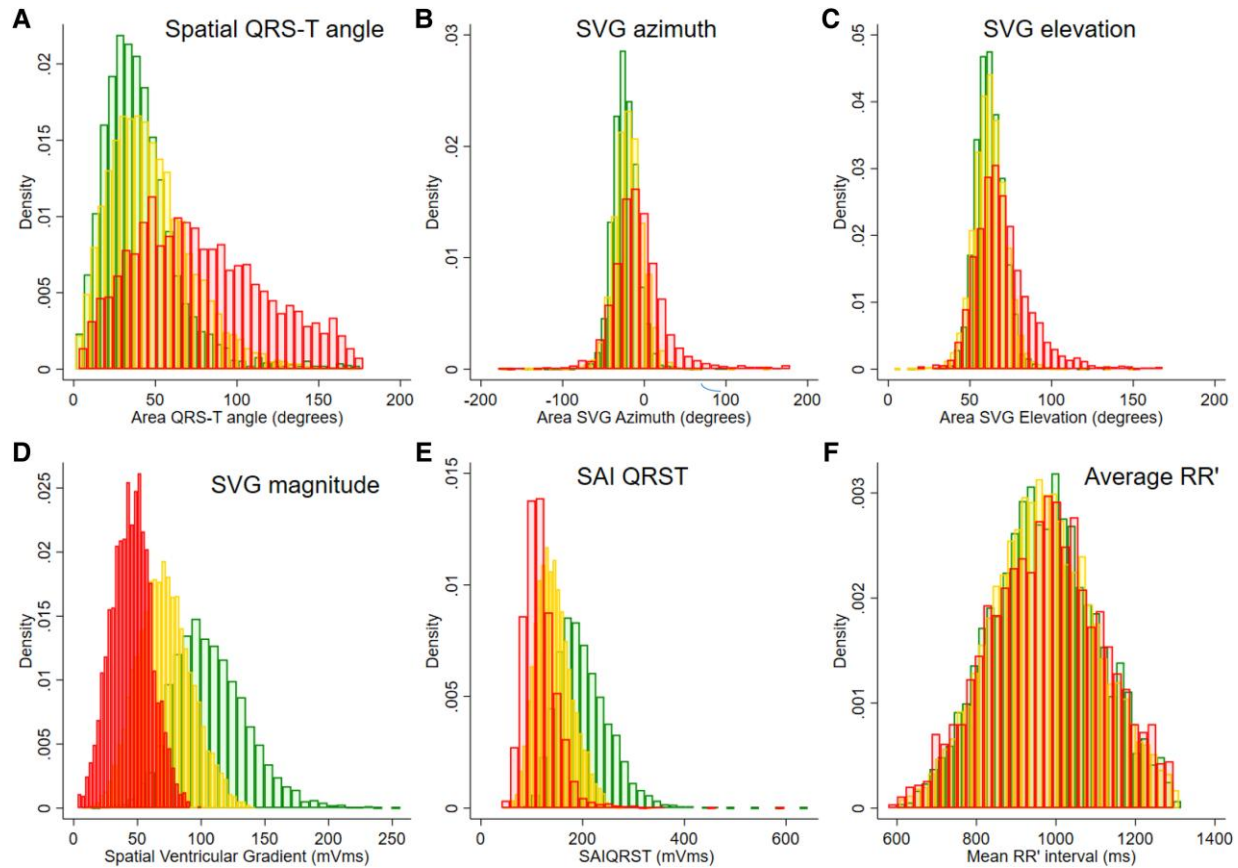 A
Spatial QRS-T angle
Density
0
.005
.01
.015
.02
0
50
100
150
200
Area QRS-T angle (degrees)
B
SVG azimuth
Density
0
.01
.02
.03
-200
-100
0
100
200
Area SVG Azimuth (degrees)
C
SVG elevation
Density
0
.01
.02
.03
.04
.05
0
50
100
150
200
Area SVG Elevation (degrees)
D
SVG magnitude
Density
0
.005
.01
.015
.02
.025
0
50
100
150
200
250
Spatial Ventricular Gradient (mVms)
E
SAI QRST
Density
0
.005
.01
.015
0
200
400
600
SAIQRST (mVms)
F
Average RR'
Density
0
.001
.002
.003
600
800
1000
1200
1400
Mean RR' interval (ms)